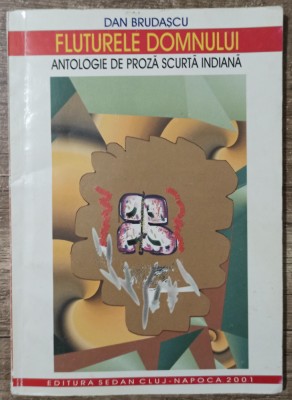 DAN BRUDAȘCU
FLUTURELE DOMNULUI
ANTOLOGIE DE PROZĂ SCURTĂ INDIANĂ
EDITURA SEDAN CLUJ-NAPOCA 2001